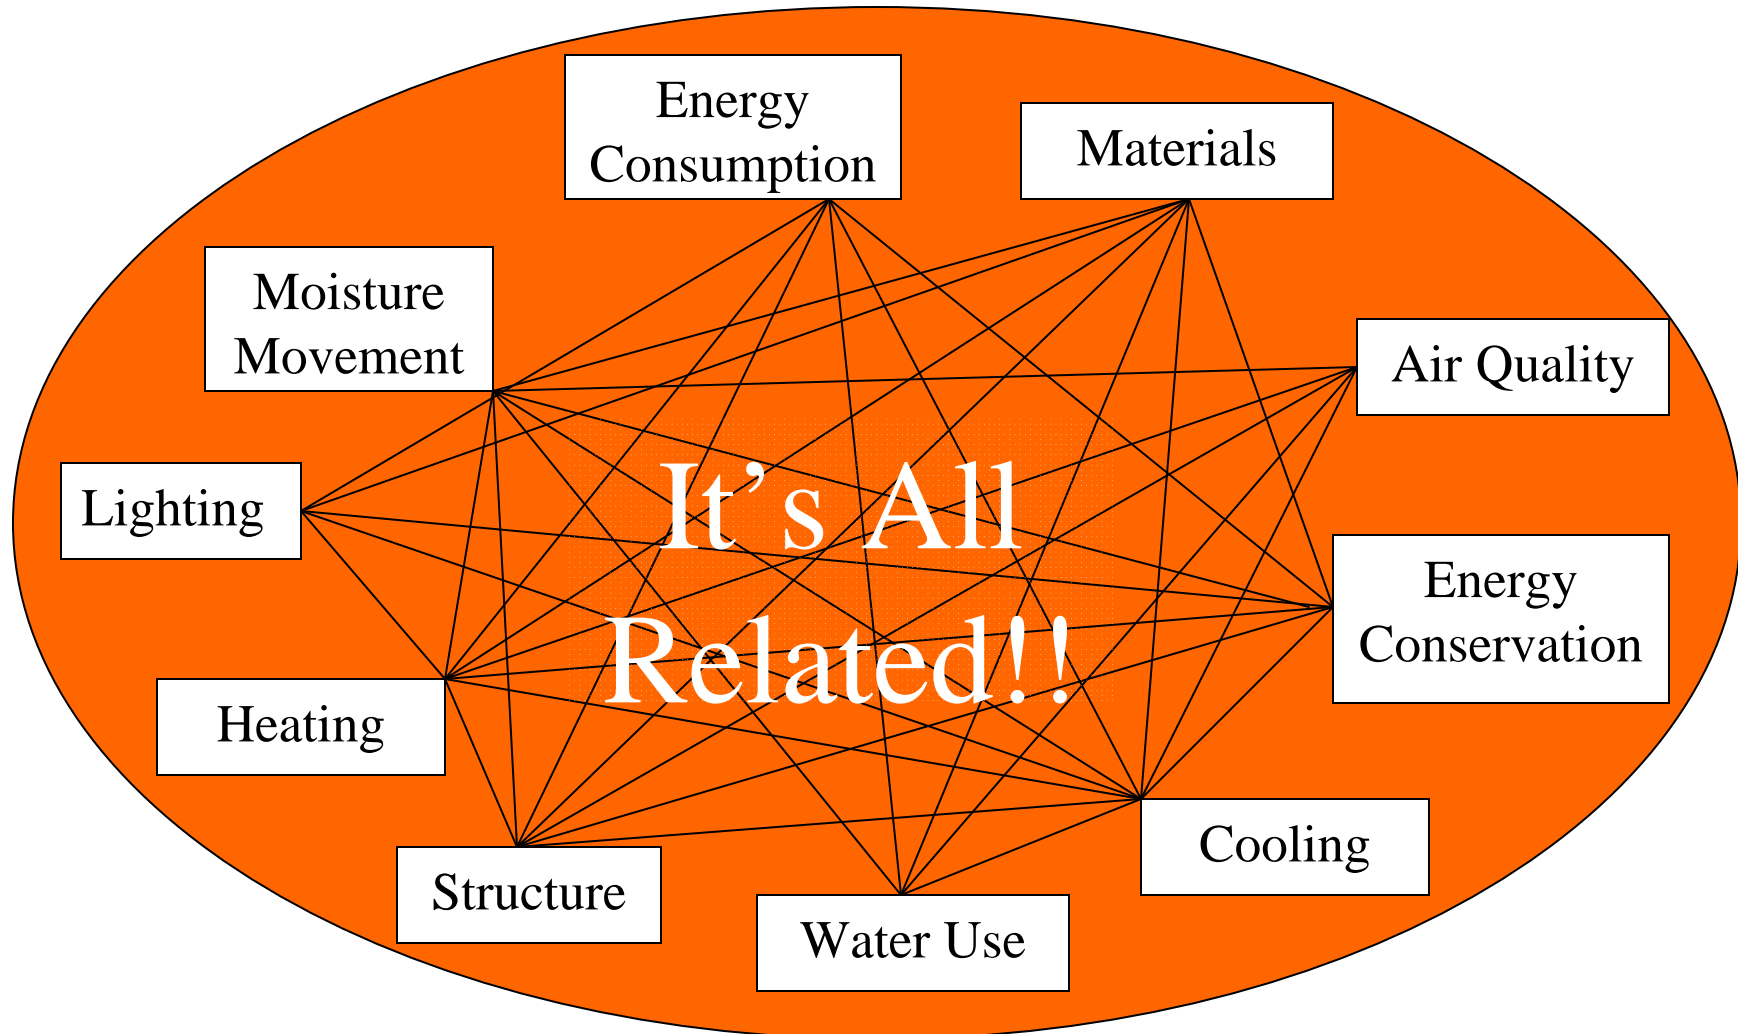 Energy
Consumption
Materials
Moisture
Movement
Air Quality
Lighting
It’s All
Related!!
Energy
Conservation
Heating
Cooling
Structure
Water Use